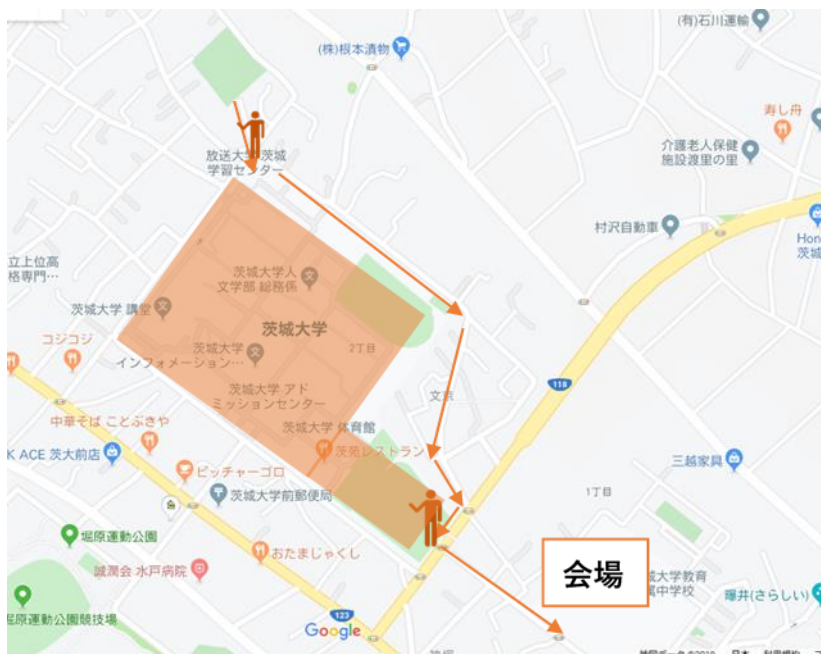 (有)石川運輸
(株)根本漬物
寿し舟
放送大学 茨城
学習センター
介護老人保健
施設渡里の里
村沢自動車
Hon
茨城
立上位高
格専門…
茨城大学人
文学部 総務係
茨城大学 講堂
茨城大学
コジコジ
2丁目
茨城大学
インフォメーション…
118
茨城大学 アド
ミッションセンター
文京
中華そば ことぶきや
茨城大学 体育館
K ACE 茨大前店
茨苑レストラン
三越家具
ピッチャーゴロ
1丁目
茨城大学前郵便局
堀原運動公園
おたまじゃくし
誠潤会 水戸病院
会場
城大学教育
属中学校
曝井(さらしい)
123
屈原運動公園競技場
Google